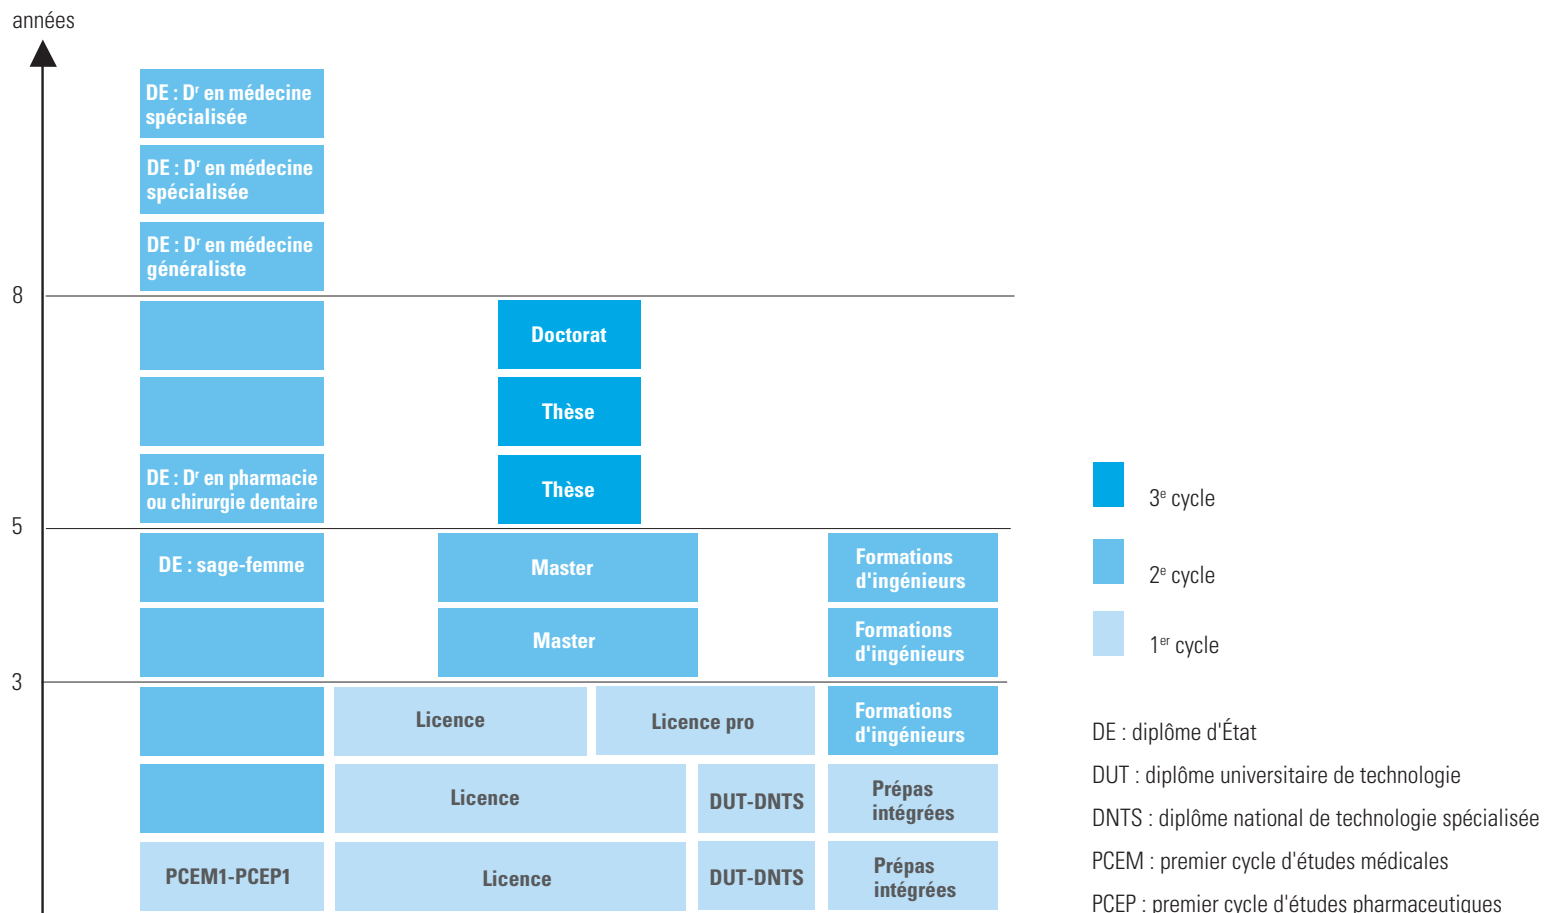 années
DE : Dʳ en médecine
spécialisée
DE : Dʳ en médecine
spécialisée
DE : Dʳ en médecine
généraliste
8
Doctorat
Thèse
DE : Dʳ en pharmacie
ou chirurgie dentaire
Thèse
5
DE : sage-femme
Master
Formations
d'ingénieurs
Master
Formations
d'ingénieurs
3
Licence
Licence pro
Formations
d'ingénieurs
Licence
DUT-DNTS
Prépas
intégrées
PCEM1-PCEP1
Licence
DUT-DNTS
Prépas
intégrées
3ᵉ cycle
2ᵉ cycle
1ᵉʳ cycle
DE : diplôme d'État
DUT : diplôme universitaire de technologie
DNTS : diplôme national de technologie spécialisée
PCEM : premier cycle d'études médicales
PCEP : premier cycle d'études pharmaceutiques